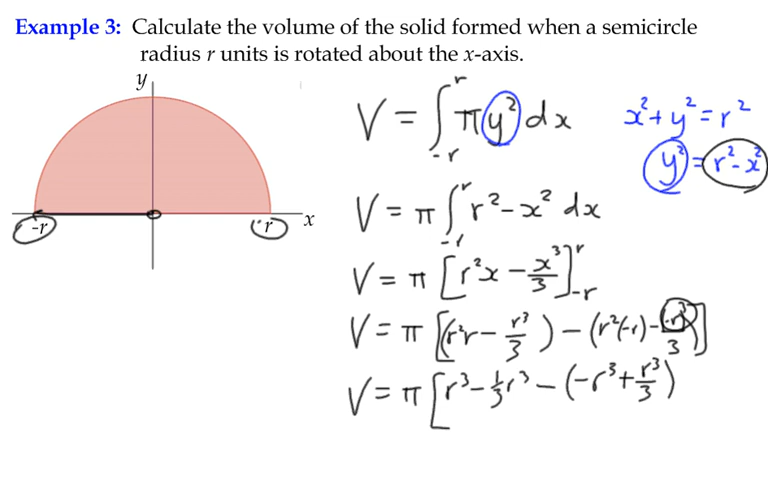 Example 3: Calculate the volume of the solid formed when a semicircle
radius r units is rotated about the x-axis.
y
-r
r
x
V = ∫_{-r}^{r} π y² dx
x² + y² = r²
y² = r² - x²
V = π ∫_{-r}^{r} r² - x² dx
V = π [r²x - x³/3]_{-r}^{r}
V = π [(r²r - r³/3) - (r²(-r) - (-r)³/3)]
V = π [r³ - 1/3 r³ - (-r³ + r³/3)